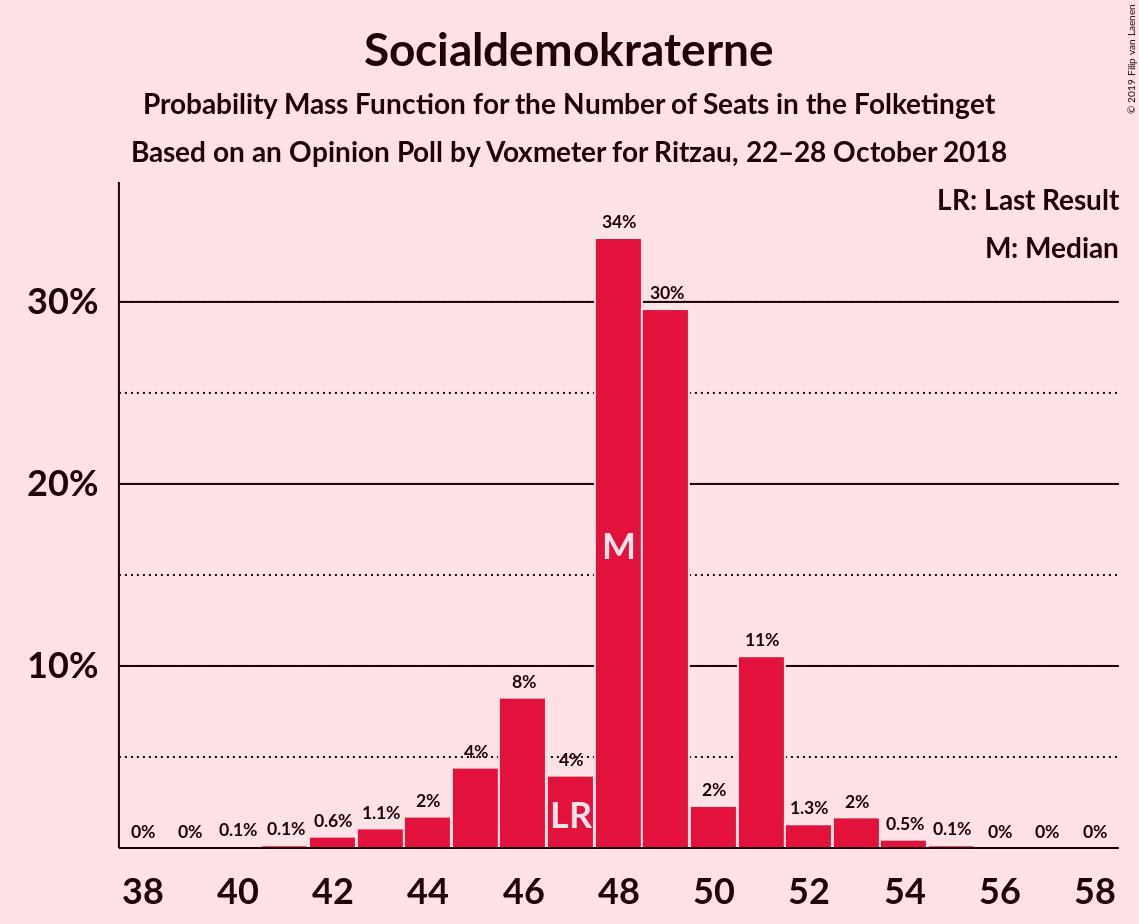 Socialdemokraterne
Probability Mass Function for the Number of Seats in the Folketinget
Based on an Opinion Poll by Voxmeter for Ritzau, 22–28 October 2018
© 2019 Filip van Laenen
LR: Last Result
M: Median
30%
20%
10%
0%
0%
0.1%
0.1%
0.6%
1.1%
2%
4%
8%
4%
34%
30%
2%
11%
1.3%
2%
0.5%
0.1%
0%
0%
0%
M
LR
38 40 42 44 46 48 50 52 54 56 58